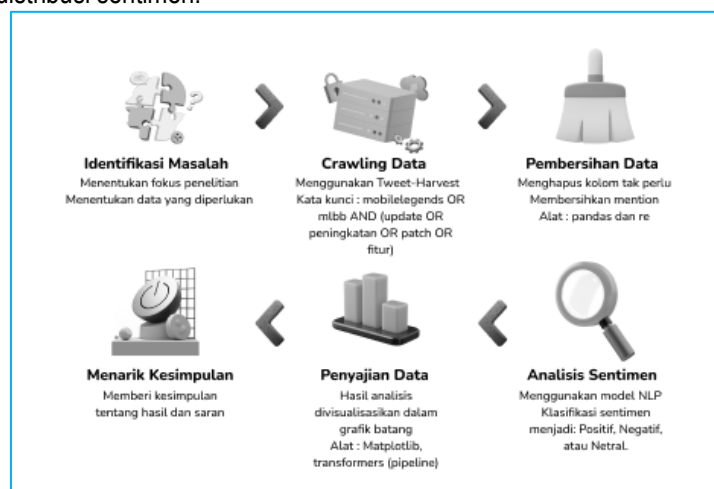 distribusi sentimen.
Identifikasi Masalah
Menentukan fokus penelitian
Menentukan data yang diperlukan
Crawling Data
Menggunakan Tweet-Harvest
Kata kunci : mobilelegends OR
mlbb AND (update OR
peningkatan OR patch OR
fitur)
Pembersihan Data
Menghapus kolom tak perlu
Membersihkan mention
Alat : pandas dan re
Menarik Kesimpulan
Memberi kesimpulan
tentang hasil dan saran
Penyajian Data
Hasil analisis
divisualisasikan dalam
grafik batang
Alat : Matplotlib,
transformers (pipeline)
Analisis Sentimen
Menggunakan model NLP
Klasifikasi sentimen
menjadi: Positif, Negatif,
atau Netral.